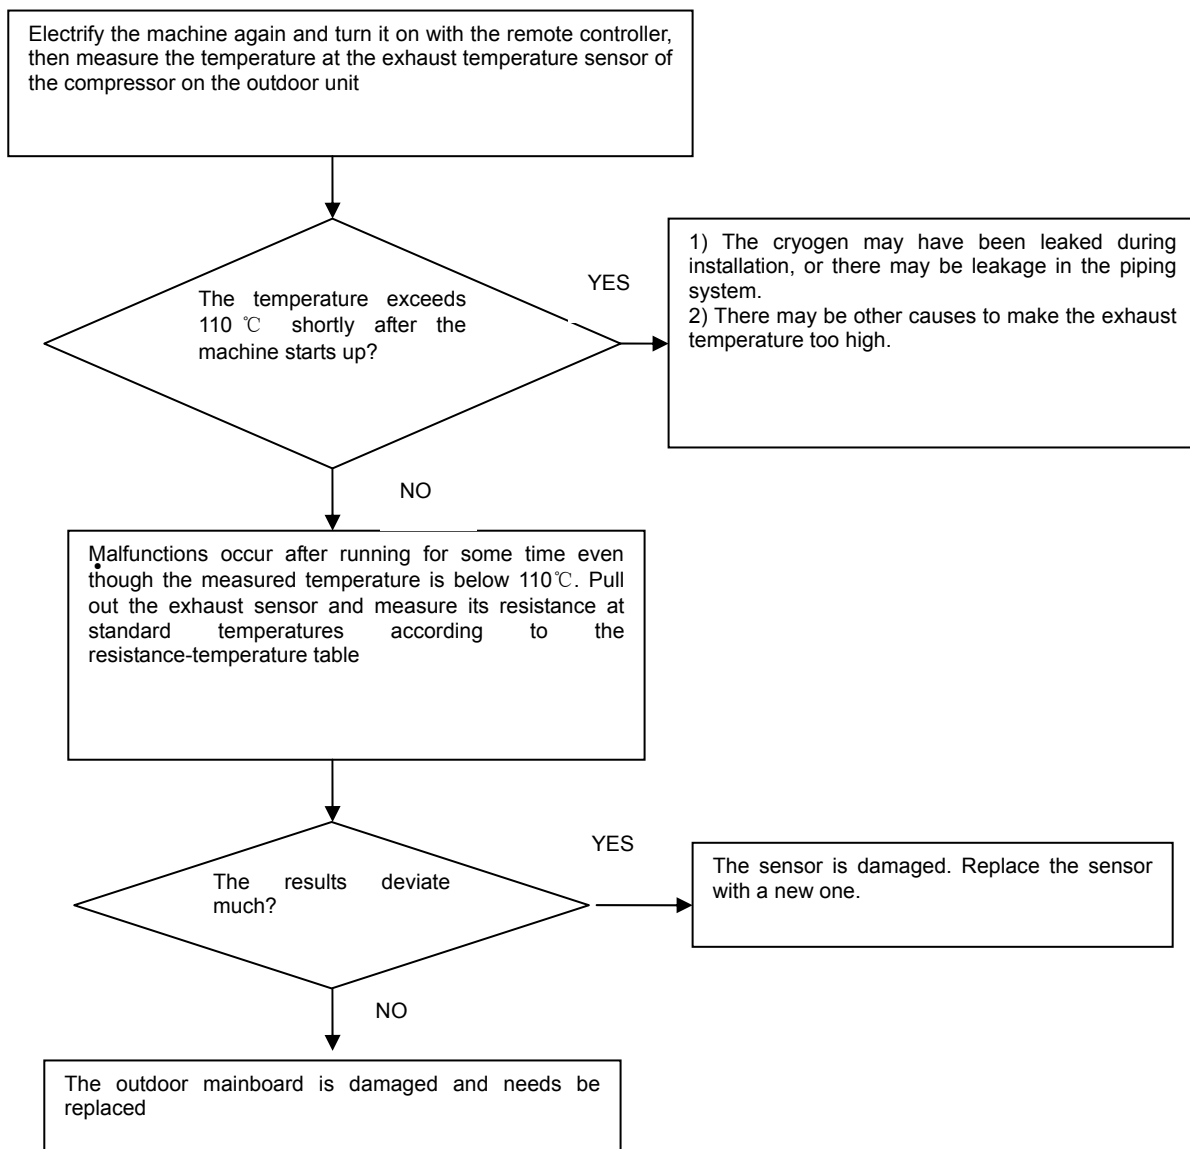 Electrify the machine again and turn it on with the remote controller,
then measure the temperature at the exhaust temperature sensor of
the compressor on the outdoor unit
The temperature exceeds
110 ℃ shortly after the
machine starts up?
YES
1) The cryogen may have been leaked during
installation, or there may be leakage in the piping
system.
2) There may be other causes to make the exhaust
temperature too high.
NO
Malfunctions occur after running for some time even
though the measured temperature is below 110℃. Pull
out the exhaust sensor and measure its resistance at
standard temperatures according to the
resistance-temperature table
The results deviate
much?
YES
The sensor is damaged. Replace the sensor
with a new one.
NO
The outdoor mainboard is damaged and needs be
replaced